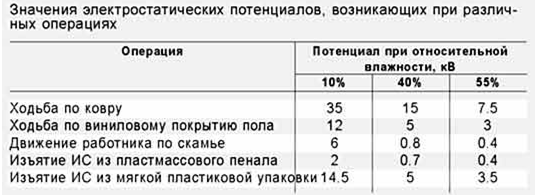 Значения электростатических потенциалов, возникающих при различ-
ных операциях
Операция
Потенциал при относительной
влажности, кВ
10% 40% 55%
Ходьба по ковру 35 15 7.5
Ходьба по виниловому покрытию пола 12 5 3
Движение работника по скамье 6 0.8 0.4
Изъятие ИС из пластмассового пенала 2 0.7 0.4
Изъятие ИС из мягкой пластиковой упаковки 14.5 5 3.5